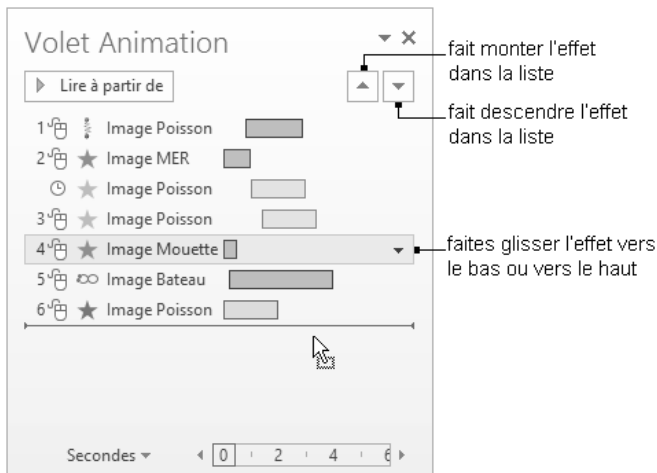 Volet Animation
Lire à partir de
fait monter l'effet
dans la liste
fait descendre l'effet
dans la liste
1 Image Poisson
2 Image MER
Image Poisson
3 Image Poisson
4 Image Mouette
faites glisser l'effet vers
le bas ou vers le haut
5 Image Bateau
6 Image Poisson
Secondes 0 2 4 6